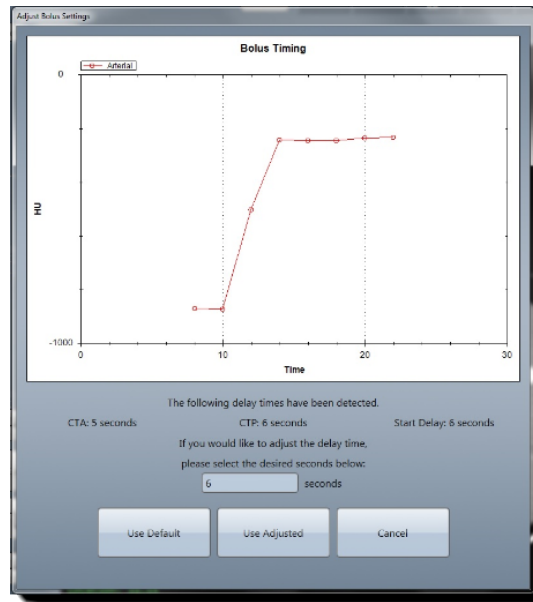 Adjust Bolus Settings
Bolus Timing
Arterial
0
HU
-1000
0 10 20 30
Time
The following delay times have been detected.
CTA: 5 seconds CTP: 6 seconds Start Delay: 6 seconds
If you would like to adjust the delay time,
please select the desired seconds below:
6 seconds
Use Default Use Adjusted Cancel